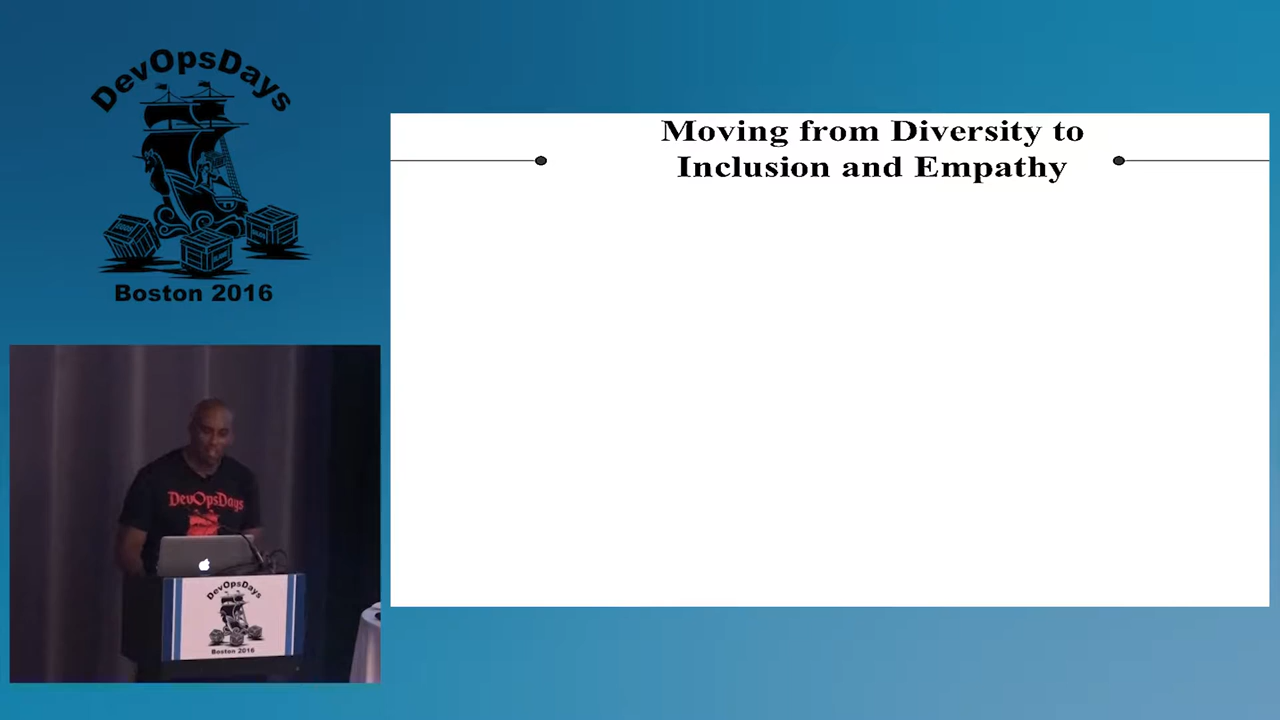 DevOpsDays
Boston 2016
Moving from Diversity to
Inclusion and Empathy
DevOpsDays
DevOpsDays
Boston 2016